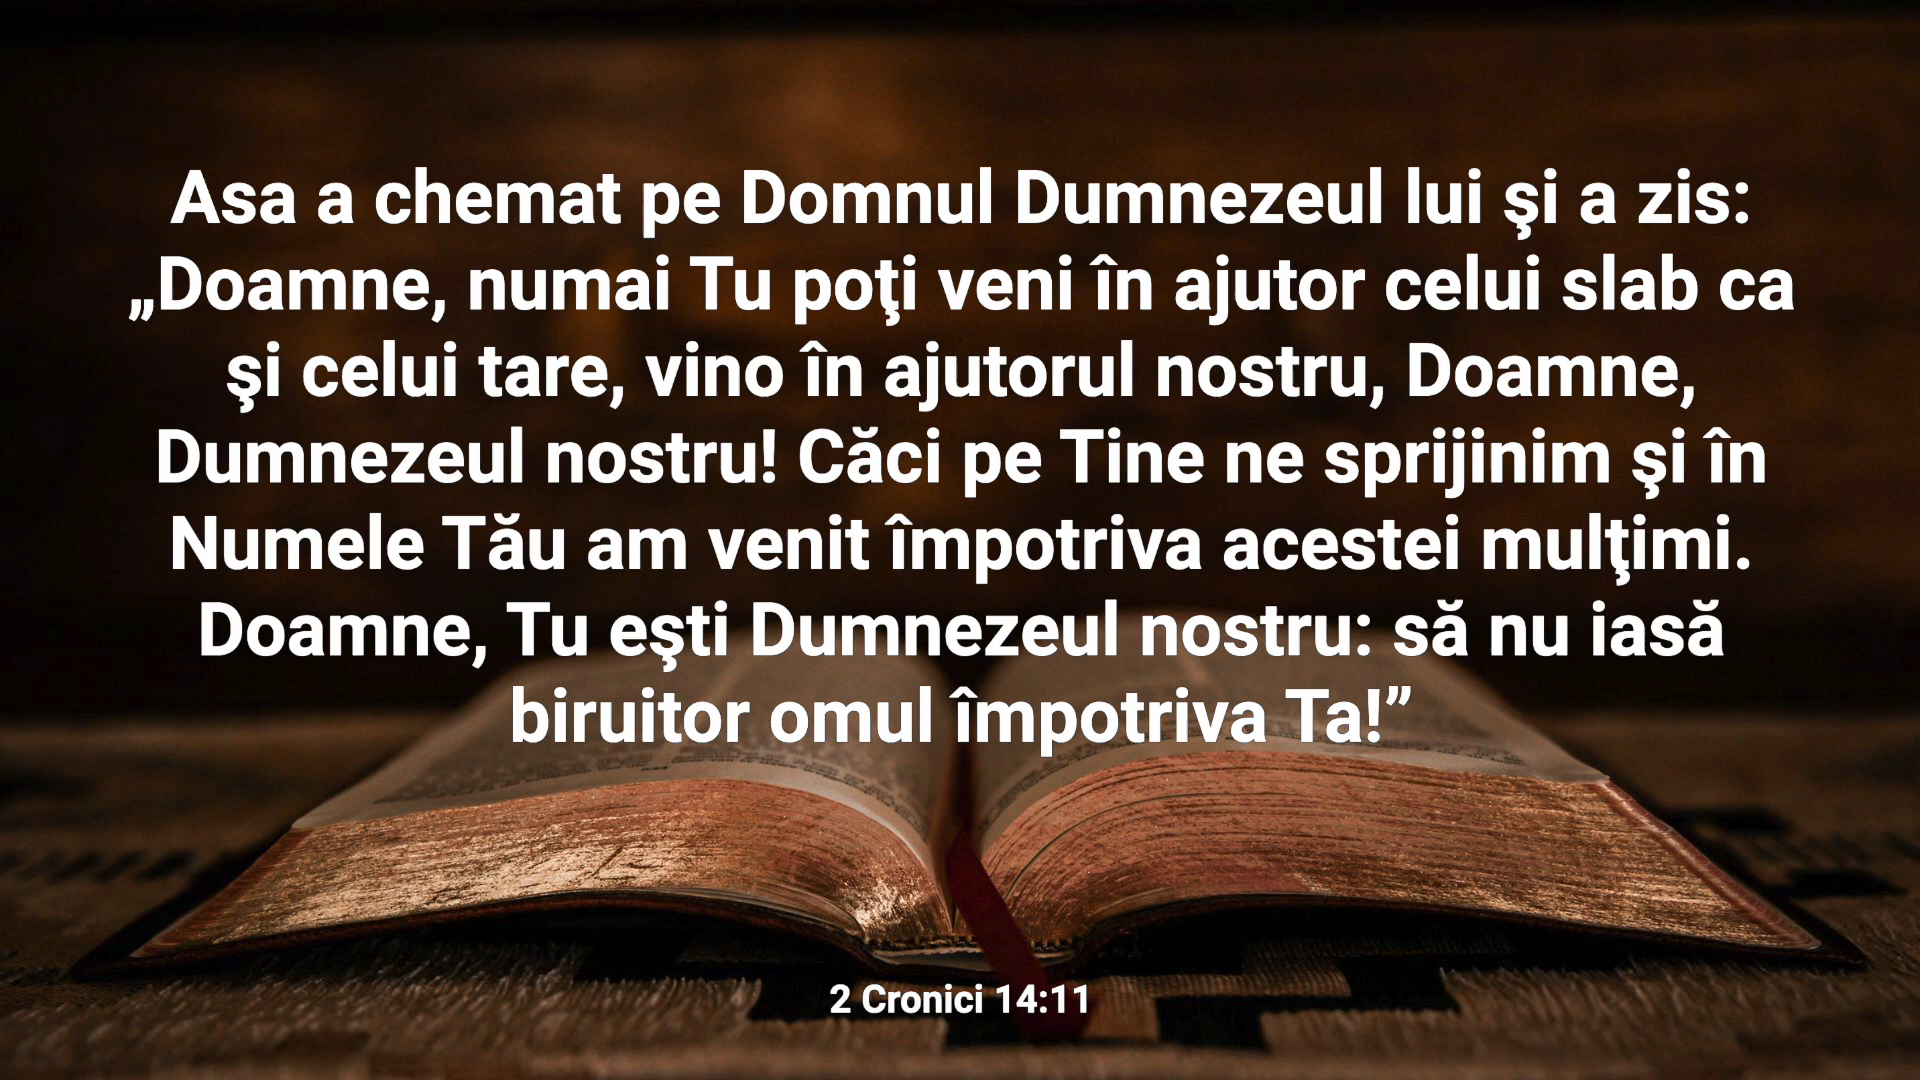 Asa a chemat pe Domnul Dumnezeul lui şi a zis:
„Doamne, numai Tu poţi veni în ajutor celui slab ca
şi celui tare, vino în ajutorul nostru, Doamne,
Dumnezeul nostru! Căci pe Tine ne sprijinim şi în
Numele Tău am venit împotriva acestei mulţimi.
Doamne, Tu eşti Dumnezeul nostru: să nu iasă
biruitor omul împotriva Ta!”
2 Cronici 14:11